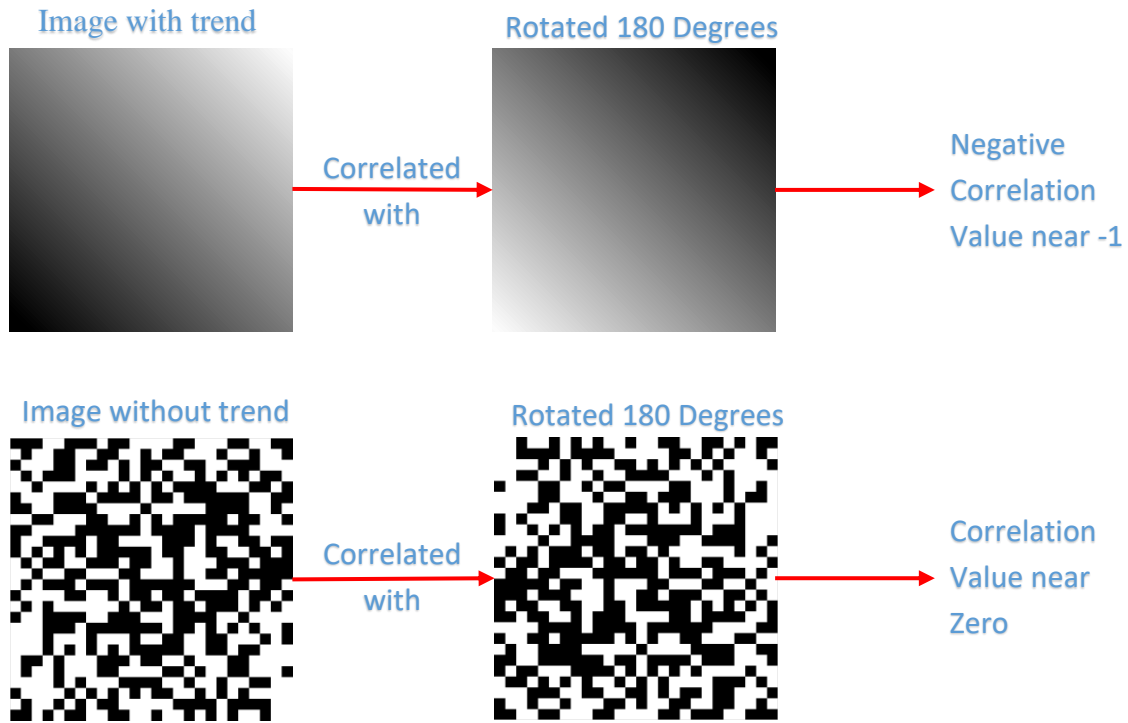 Image with trend
Rotated 180 Degrees
Correlated
with
Negative
Correlation
Value near -1
Image without trend
Rotated 180 Degrees
Correlated
with
Correlation
Value near
Zero